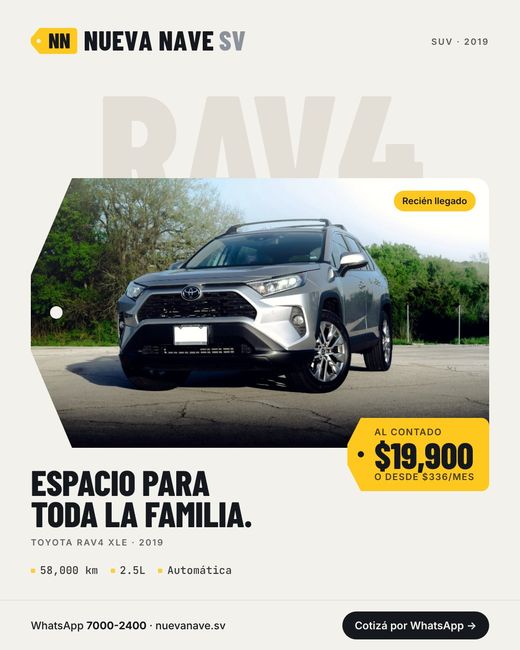 NN NUEVA NAVE SV
SUV · 2019
RAV4
Recién llegado
AL CONTADO
$19,900
O DESDE $336/MES
ESPACIO PARA
TODA LA FAMILIA.
TOYOTA RAV4 XLE · 2019
58,000 km 2.5L Automática
WhatsApp 7000-2400 · nuevanave.sv
Cotizá por WhatsApp →